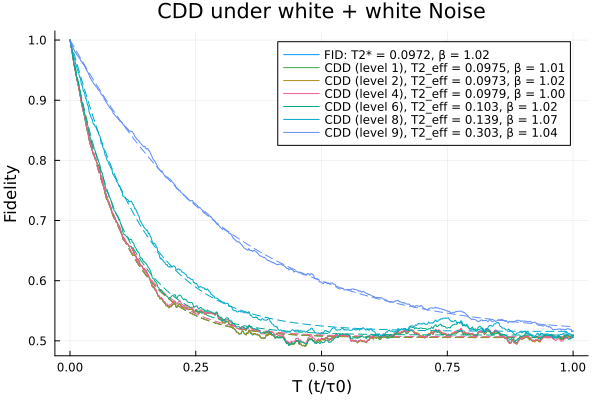 CDD under white + white Noise
FID: T2* = 0.0972, β = 1.02
CDD (level 1), T2_eff = 0.0975, β = 1.01
CDD (level 2), T2_eff = 0.0973, β = 1.02
CDD (level 4), T2_eff = 0.0979, β = 1.00
CDD (level 6), T2_eff = 0.103, β = 1.02
CDD (level 8), T2_eff = 0.139, β = 1.07
CDD (level 9), T2_eff = 0.303, β = 1.04
Fidelity
1.0
0.9
0.8
0.7
0.6
0.5
0.00 0.25 0.50 0.75 1.00
T (t/τ0)